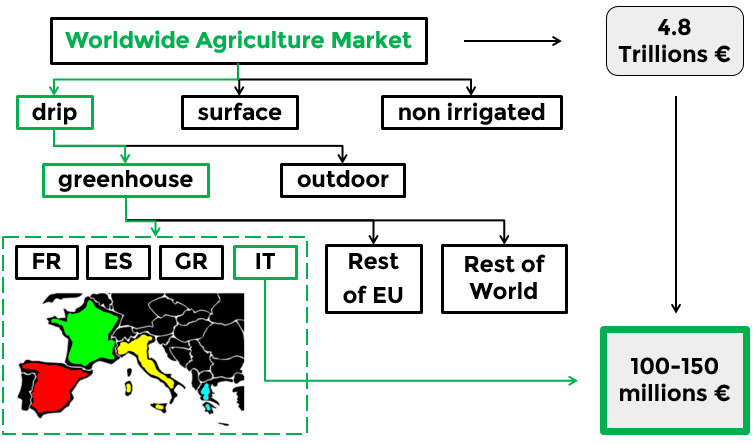 Worldwide Agriculture Market
4.8
Trillions €
drip
surface
non irrigated
greenhouse
outdoor
FR
ES
GR
IT
Rest
of EU
Rest of
World
100-150
millions €